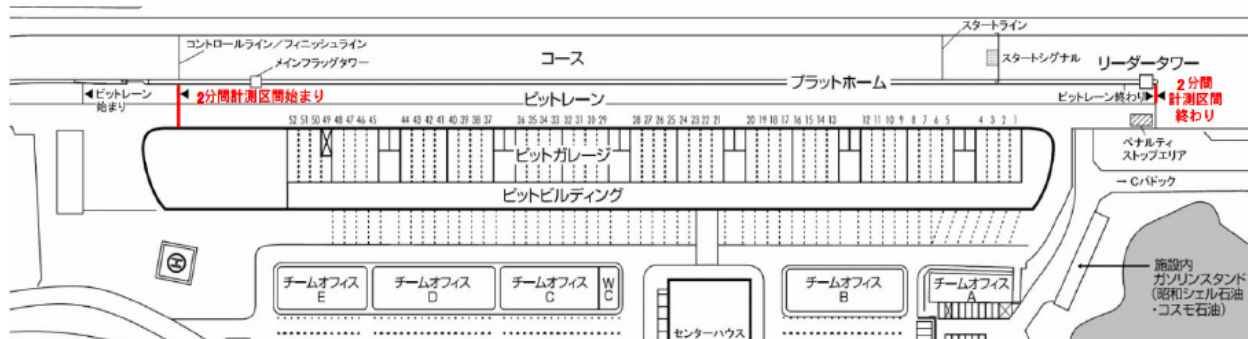 スタートライン
コントロールライン/フィニッシュライン
メインフラッグタワー
コース
スタートシグナル
リーダータワー
プラットホーム
◀ピットレーン
始まり
◀ 2分間計測区間始まり
ピットレーン
ピットレーン終わり▶
◀ 2分間
計測区間
終わり
52 51 50 49 48 47 46 45 44 43 42 41 40 39 38 37 36 35 34 33 32 31 30 29 28 27 26 25 24 23 22 21 20 19 18 17 16 15 14 13 12 11 10 9 8 7 6 5 4 3 2 1
ペナルティ
ストップエリア
ピットガレージ
→Cパドック
ピットビルディング
H
チームオフィス
E
チームオフィス
D
チームオフィス
C
WC
チームオフィス
B
チームオフィス
A
センターハウス
施設内
ガソリンスタンド
(昭和シェル石油
・コスモ石油)